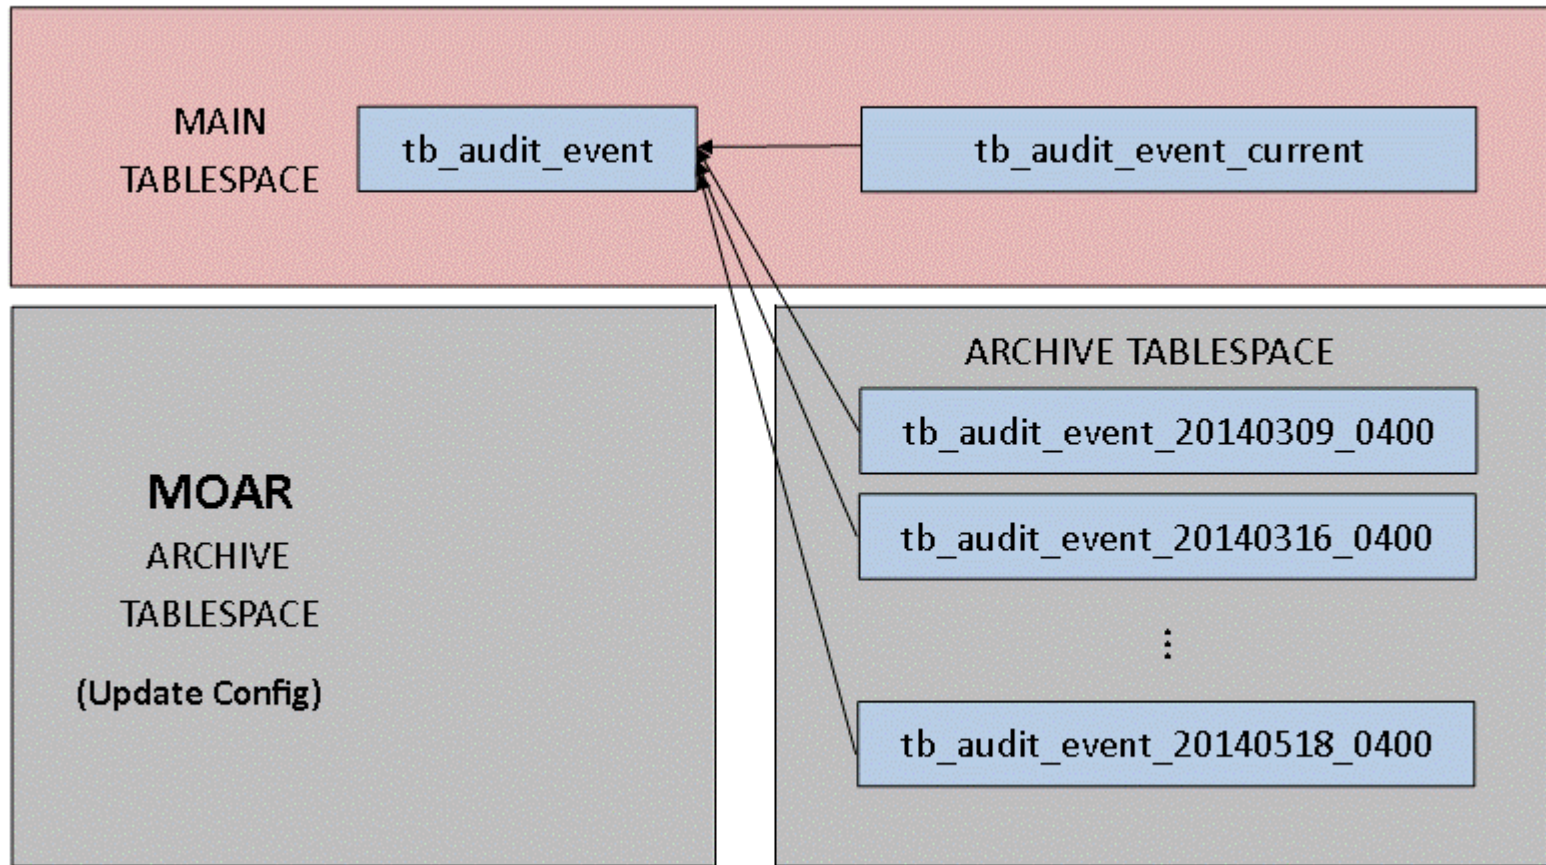 MAIN
TABLESPACE
tb_audit_event
tb_audit_event_current
MOAR
ARCHIVE
TABLESPACE
(Update Config)
ARCHIVE TABLESPACE
tb_audit_event_20140309_0400
tb_audit_event_20140316_0400
⋮
tb_audit_event_20140518_0400